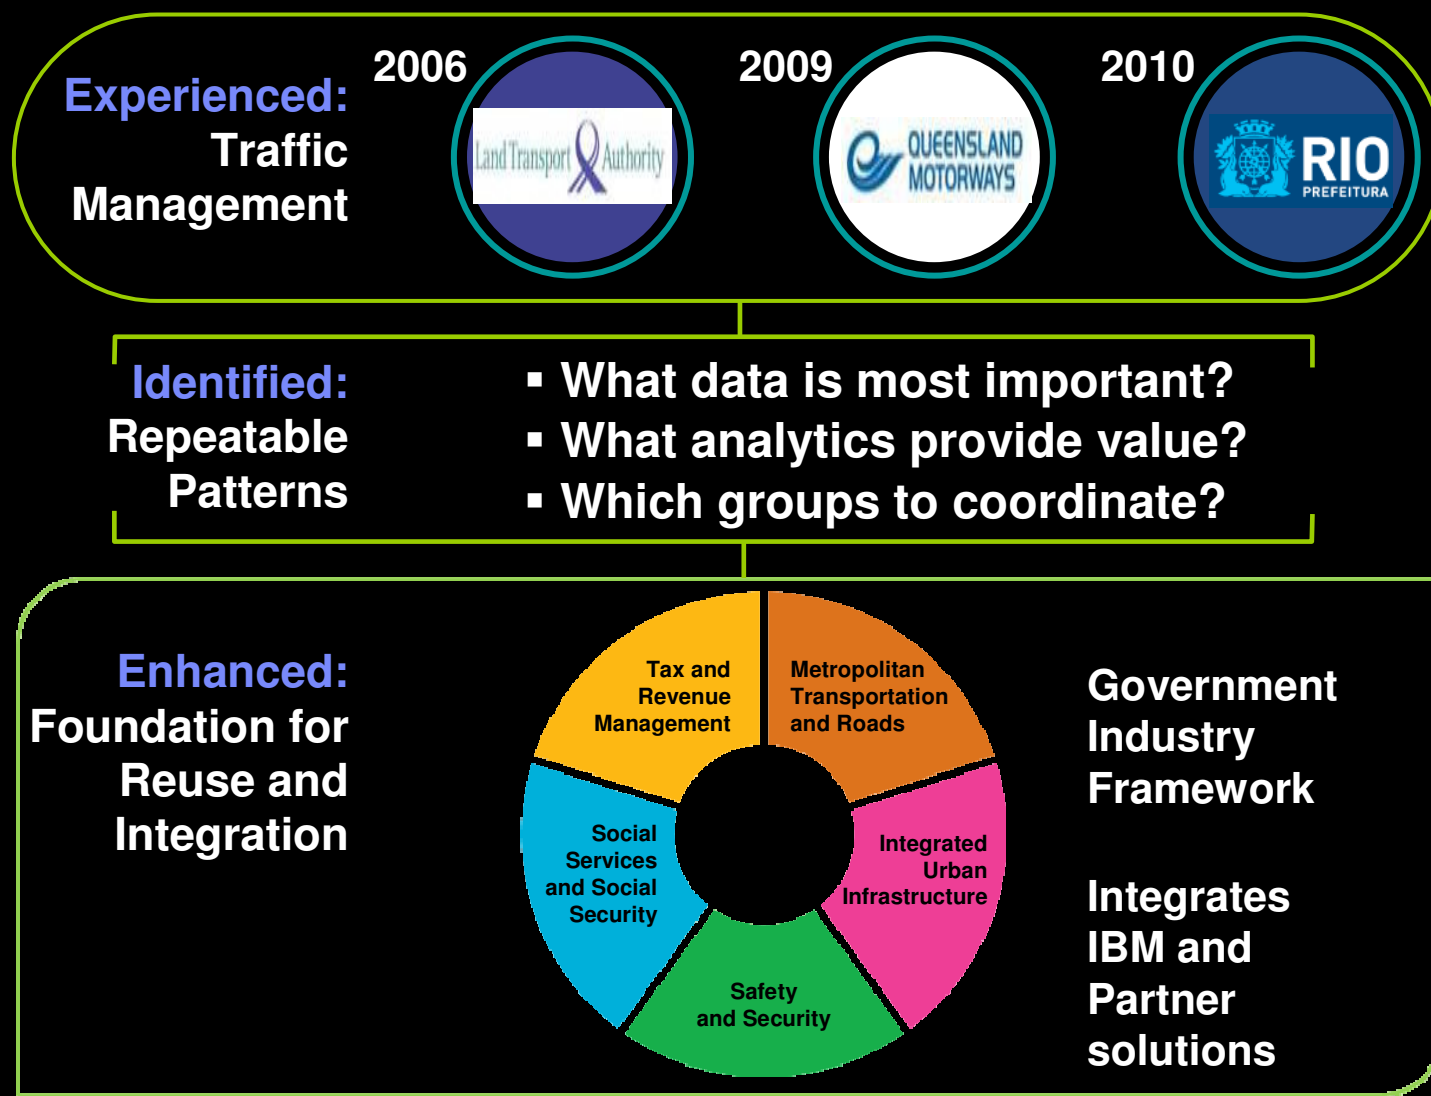 Experienced:
Traffic
Management
2006
Land Transport Authority
2009
QUEENSLAND
MOTORWAYS
2010
RIO
PREFEITURA
Identified:
Repeatable
Patterns
▪ What data is most important?
▪ What analytics provide value?
▪ Which groups to coordinate?
Enhanced:
Foundation for
Reuse and
Integration
Tax and
Revenue
Management
Metropolitan
Transportation
and Roads
Social
Services
and Social
Security
Integrated
Urban
Infrastructure
Safety
and Security
Government
Industry
Framework
Integrates
IBM and
Partner
solutions